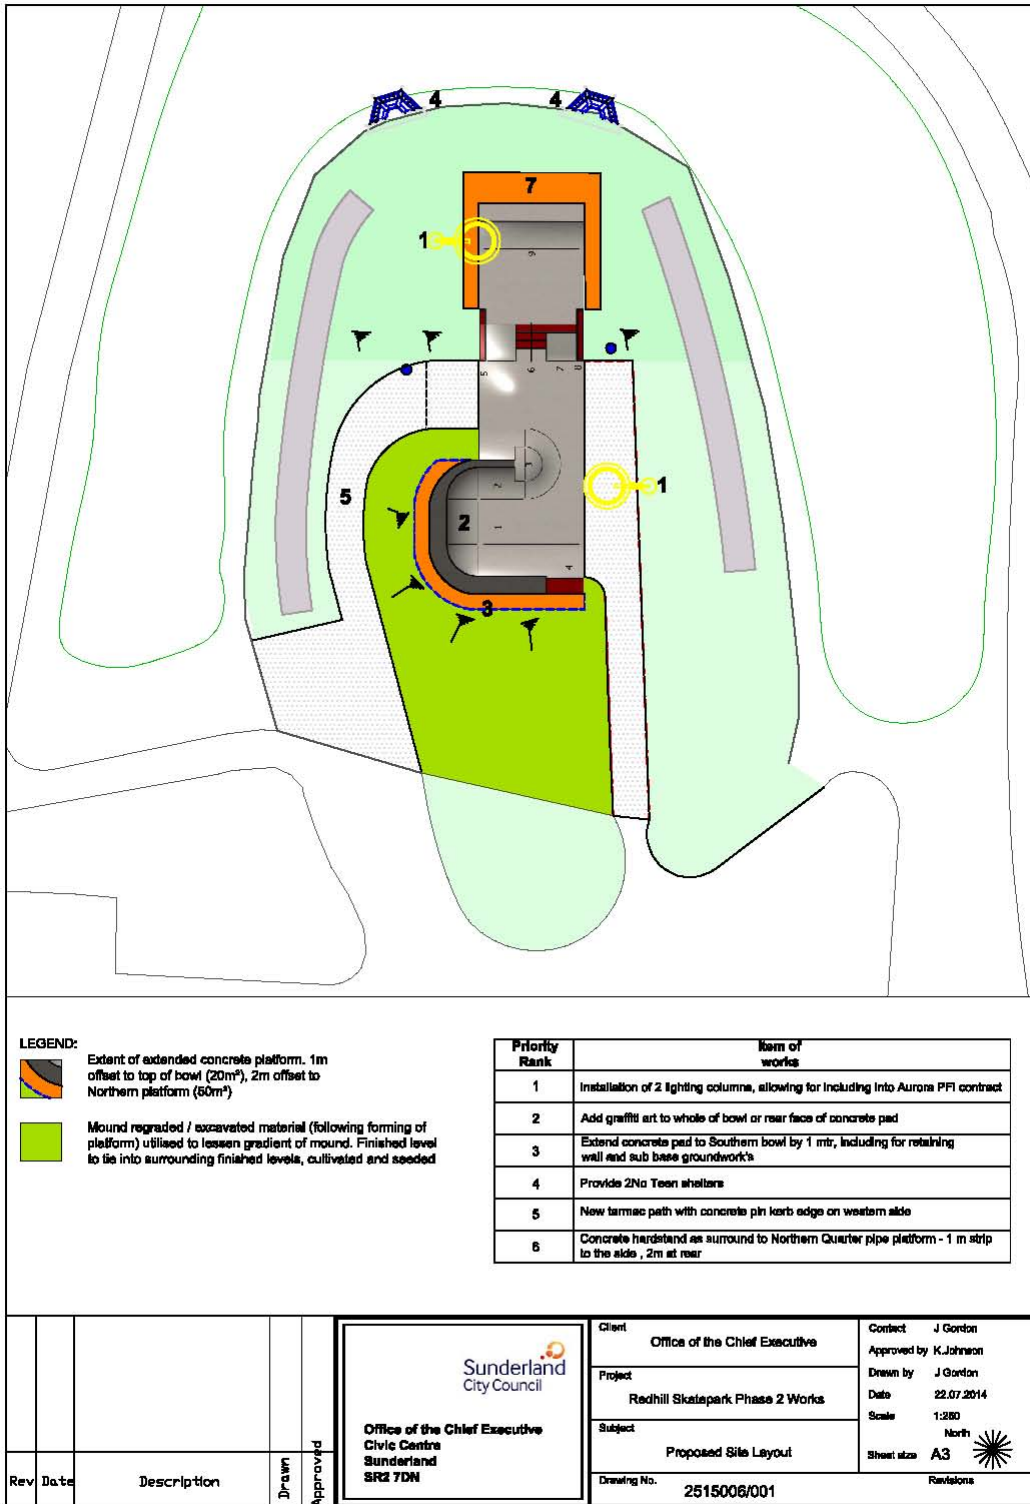 4
4
7
1
9
5
6
7
8
3
1
5
2
2
1
4
3
LEGEND:
Extent of extended concrete platform. 1m
offset to top of bowl (20m²), 2m offset to
Northern platform (50m²)
Mound regraded / excavated material (following forming of
platform) utilised to lessen gradient of mound. Finished level
to tie into surrounding finished levels, cultivated and seeded
Priority Rank
Item of works
1 Installation of 2 lighting columns, allowing for including into Aurora PFI contract
2 Add graffiti art to whole of bowl or rear face of concrete pad
3 Extend concrete pad to Southern bowl by 1 mtr, including for retaining
wall and sub base groundwork's
4 Provide 2No Teen shelters
5 New tarmac path with concrete pin kerb edge on western side
6 Concrete hardstand as surround to Northern Quarter pipe platform - 1 m strip
to the side , 2m at rear
Rev Date Description Drawn Approved
Sunderland
City Council
Office of the Chief Executive
Civic Centre
Sunderland
SR2 7DN
Client
Office of the Chief Executive
Project
Redhill Skatepark Phase 2 Works
Subject
Proposed Site Layout
Drawing No.
2515006/001
Contact J Gordon
Approved by K.Johnson
Drawn by J Gordon
Date 22.07.2014
Scale 1:250
North
Sheet size A3
Revisions